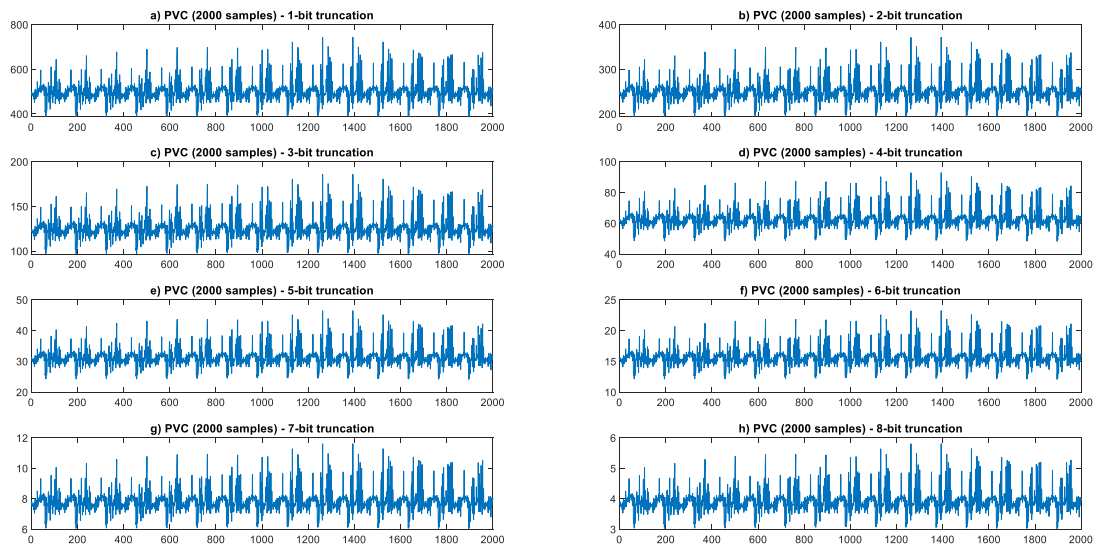 a) PVC (2000 samples) - 1-bit truncation
800
600
400
0 200 400 600 800 1000 1200 1400 1600 1800 2000
b) PVC (2000 samples) - 2-bit truncation
400
300
200
0 200 400 600 800 1000 1200 1400 1600 1800 2000
c) PVC (2000 samples) - 3-bit truncation
200
150
100
0 200 400 600 800 1000 1200 1400 1600 1800 2000
d) PVC (2000 samples) - 4-bit truncation
100
80
60
40
0 200 400 600 800 1000 1200 1400 1600 1800 2000
e) PVC (2000 samples) - 5-bit truncation
50
40
30
20
0 200 400 600 800 1000 1200 1400 1600 1800 2000
f) PVC (2000 samples) - 6-bit truncation
25
20
15
10
0 200 400 600 800 1000 1200 1400 1600 1800 2000
g) PVC (2000 samples) - 7-bit truncation
12
10
8
6
0 200 400 600 800 1000 1200 1400 1600 1800 2000
h) PVC (2000 samples) - 8-bit truncation
6
5
4
3
0 200 400 600 800 1000 1200 1400 1600 1800 2000